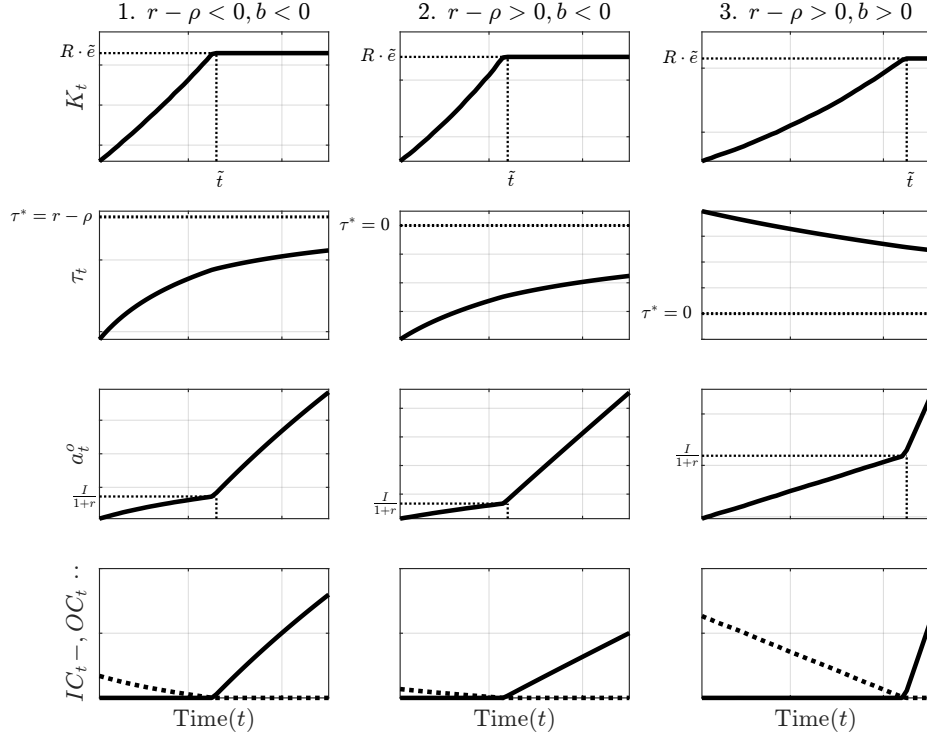 1. r − ρ < 0, b < 0
2. r − ρ > 0, b < 0
3. r − ρ > 0, b > 0
R · ẽ
R · ẽ
R · ẽ
K_t
t̃
t̃
t̃
τ* = r − ρ
τ* = 0
τ* = 0
τ_t
a_t^o
I/(1+r)
I/(1+r)
I/(1+r)
IC_t −, OC_t ··
Time(t)
Time(t)
Time(t)